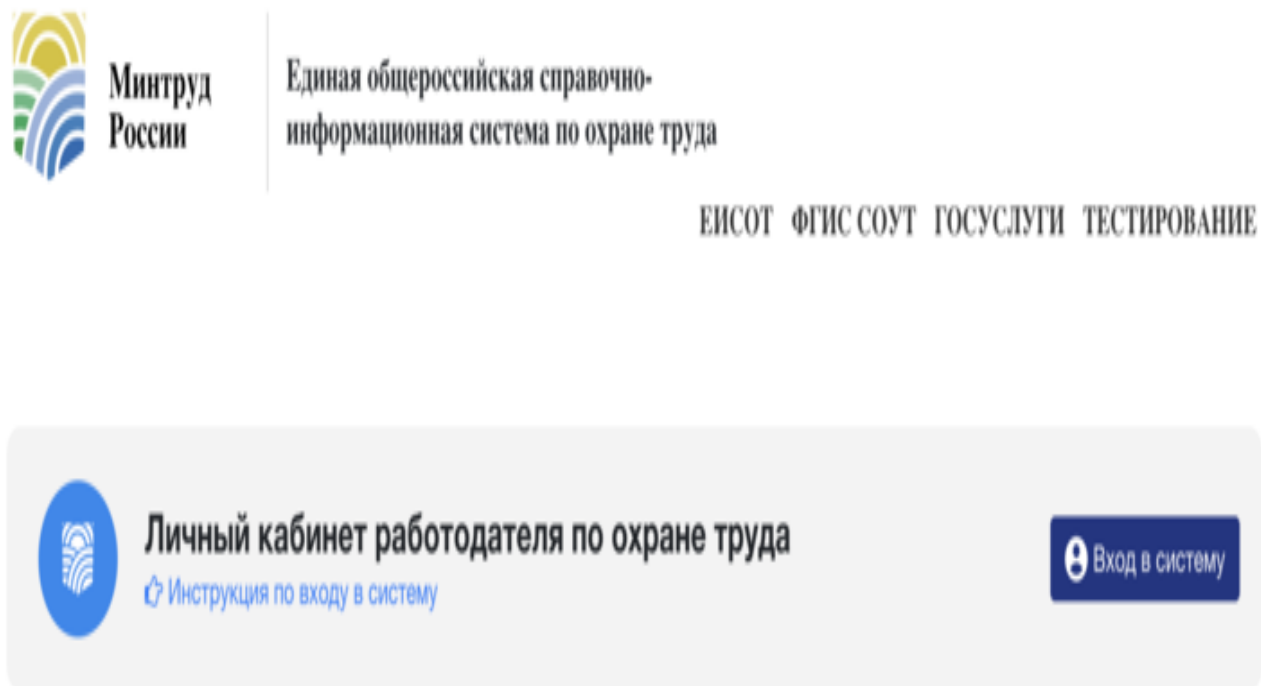 Минтруд
России
Единая общероссийская справочно-
информационная система по охране труда
ЕИСОТ ФГИС СОУТ ГОСУСЛУГИ ТЕСТИРОВАНИЕ
Личный кабинет работодателя по охране труда
Инструкция по входу в систему
Вход в систему